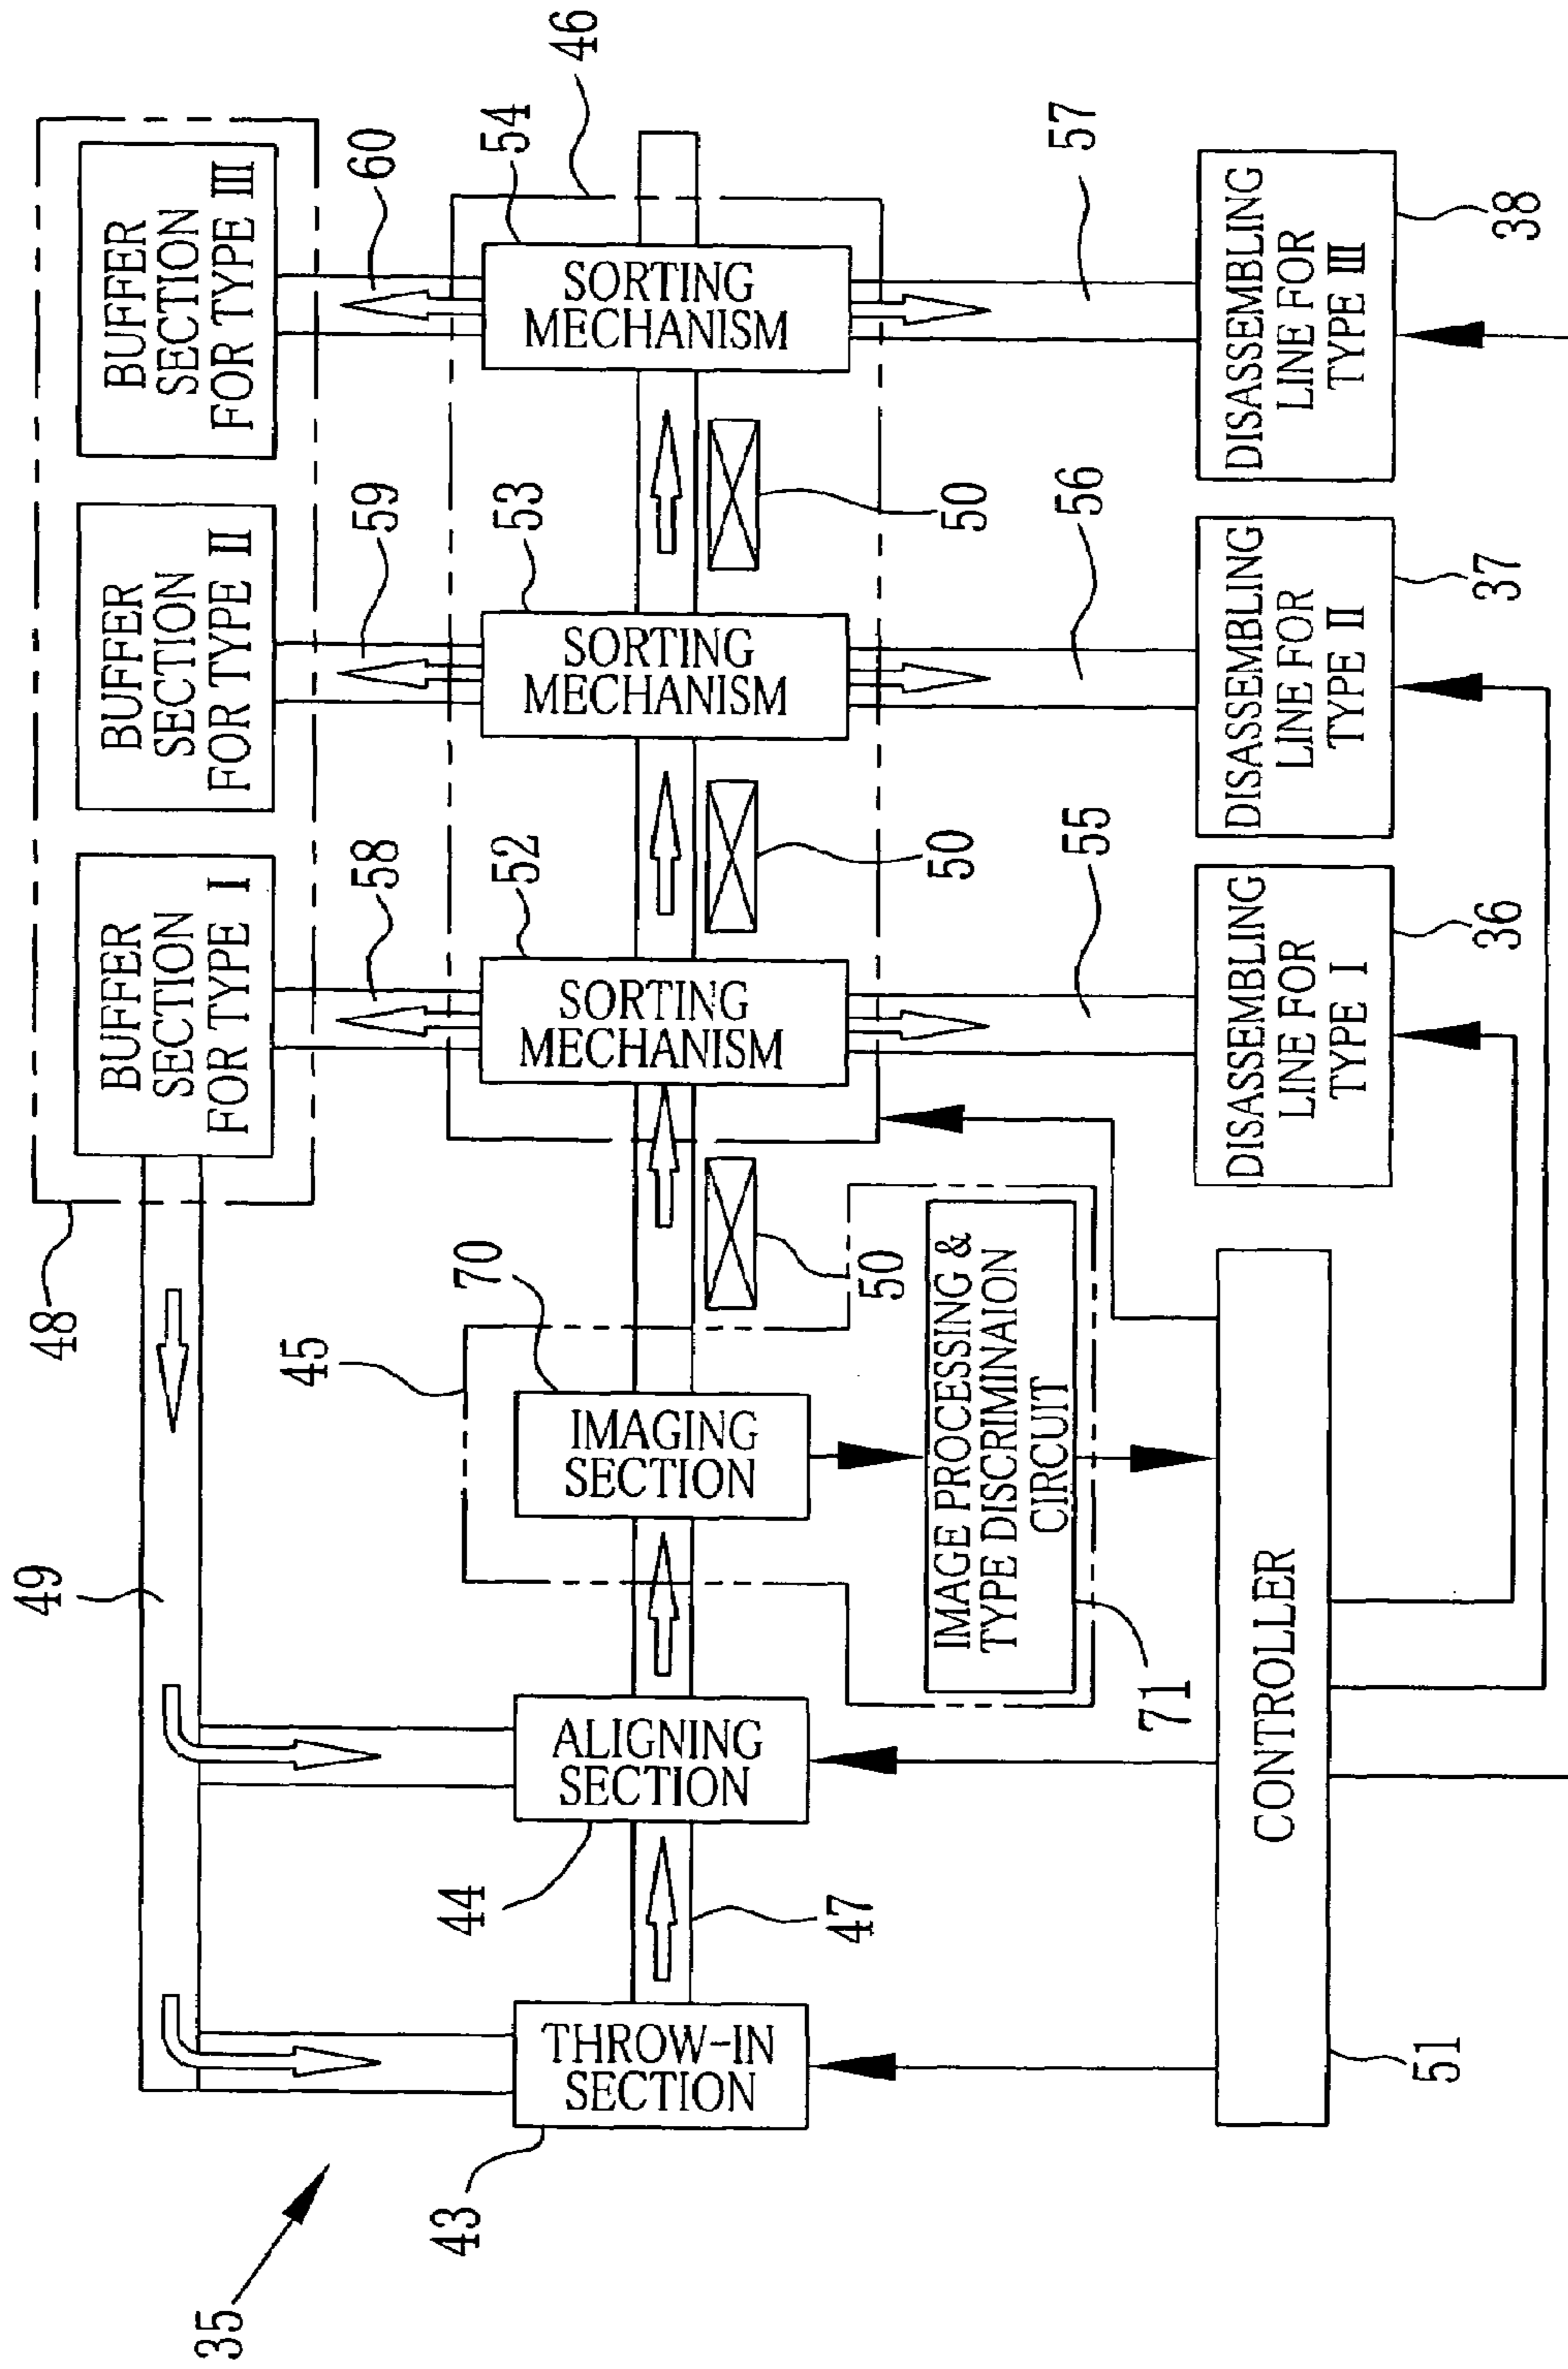 BUFFER
SECTION
FOR TYPE I
BUFFER
SECTION
FOR TYPE II
BUFFER
SECTION
FOR TYPE III
48
49
58
59
60
45
70
52
53
54
46
THROW-IN
SECTION
ALIGNING
SECTION
IMAGING
SECTION
SORTING
MECHANISM
SORTING
MECHANISM
SORTING
MECHANISM
35
43
44
47
50
50
50
IMAGE PROCESSING &
TYPE DISCRIMINAION
CIRCUIT
71
55
56
57
CONTROLLER
51
DISASSEMBLING
LINE FOR
TYPE I
DISASSEMBLING
LINE FOR
TYPE II
DISASSEMBLING
LINE FOR
TYPE III
36
37
38